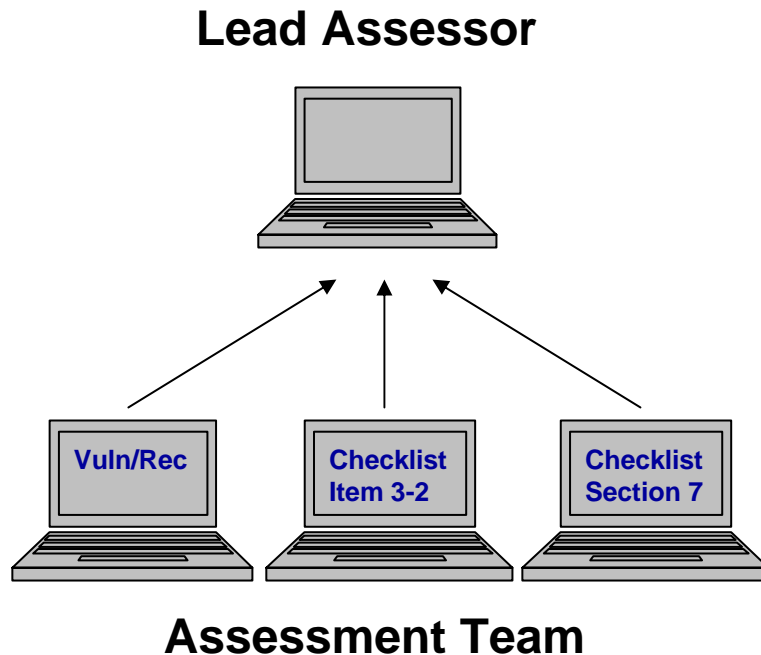 Lead Assessor
Vuln/Rec
Checklist
Item 3-2
Checklist
Section 7
Assessment Team